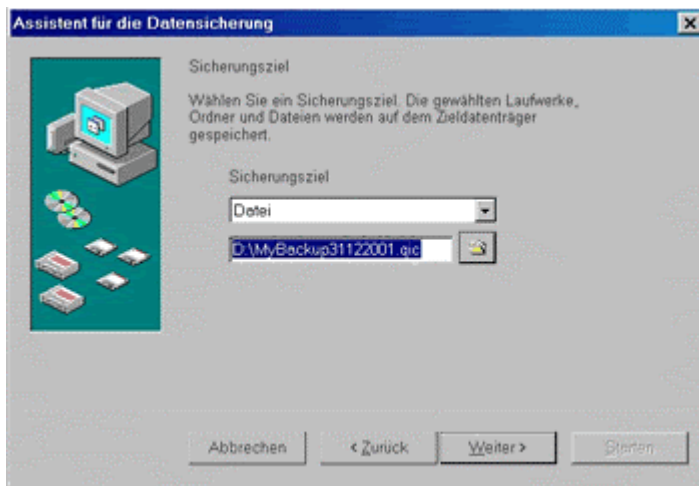 Assistent für die Datensicherung
Sicherungsziel
Wählen Sie ein Sicherungsziel. Die gewählten Laufwerke,
Ordner und Dateien werden auf dem Zieldatenträger
gespeichert.
Sicherungsziel
Datei
D:\MyBackup31122001.qic
Abbrechen
< Zurück
Weiter >
Starten